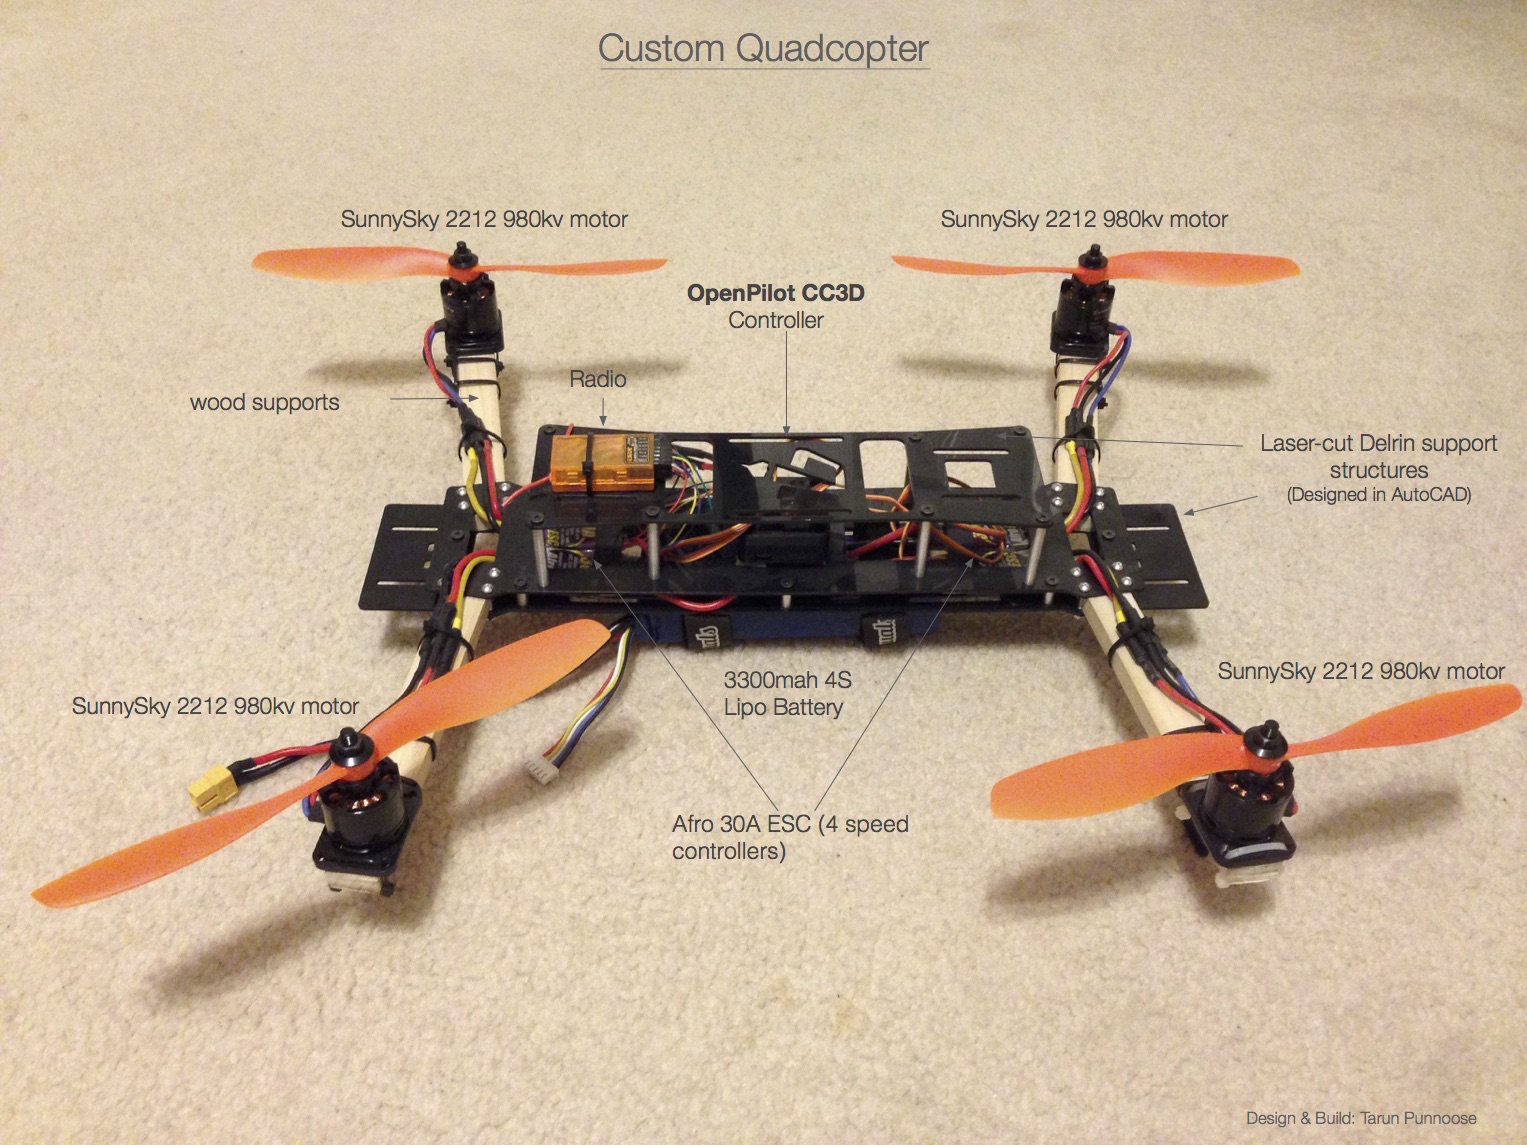 Custom Quadcopter
SunnySky 2212 980kv motor
SunnySky 2212 980kv motor
OpenPilot CC3D
Controller
Radio
wood supports
Laser-cut Delrin support
structures
(Designed in AutoCAD)
3300mah 4S
Lipo Battery
SunnySky 2212 980kv motor
SunnySky 2212 980kv motor
Afro 30A ESC (4 speed
controllers)
Design & Build: Tarun Punnoose